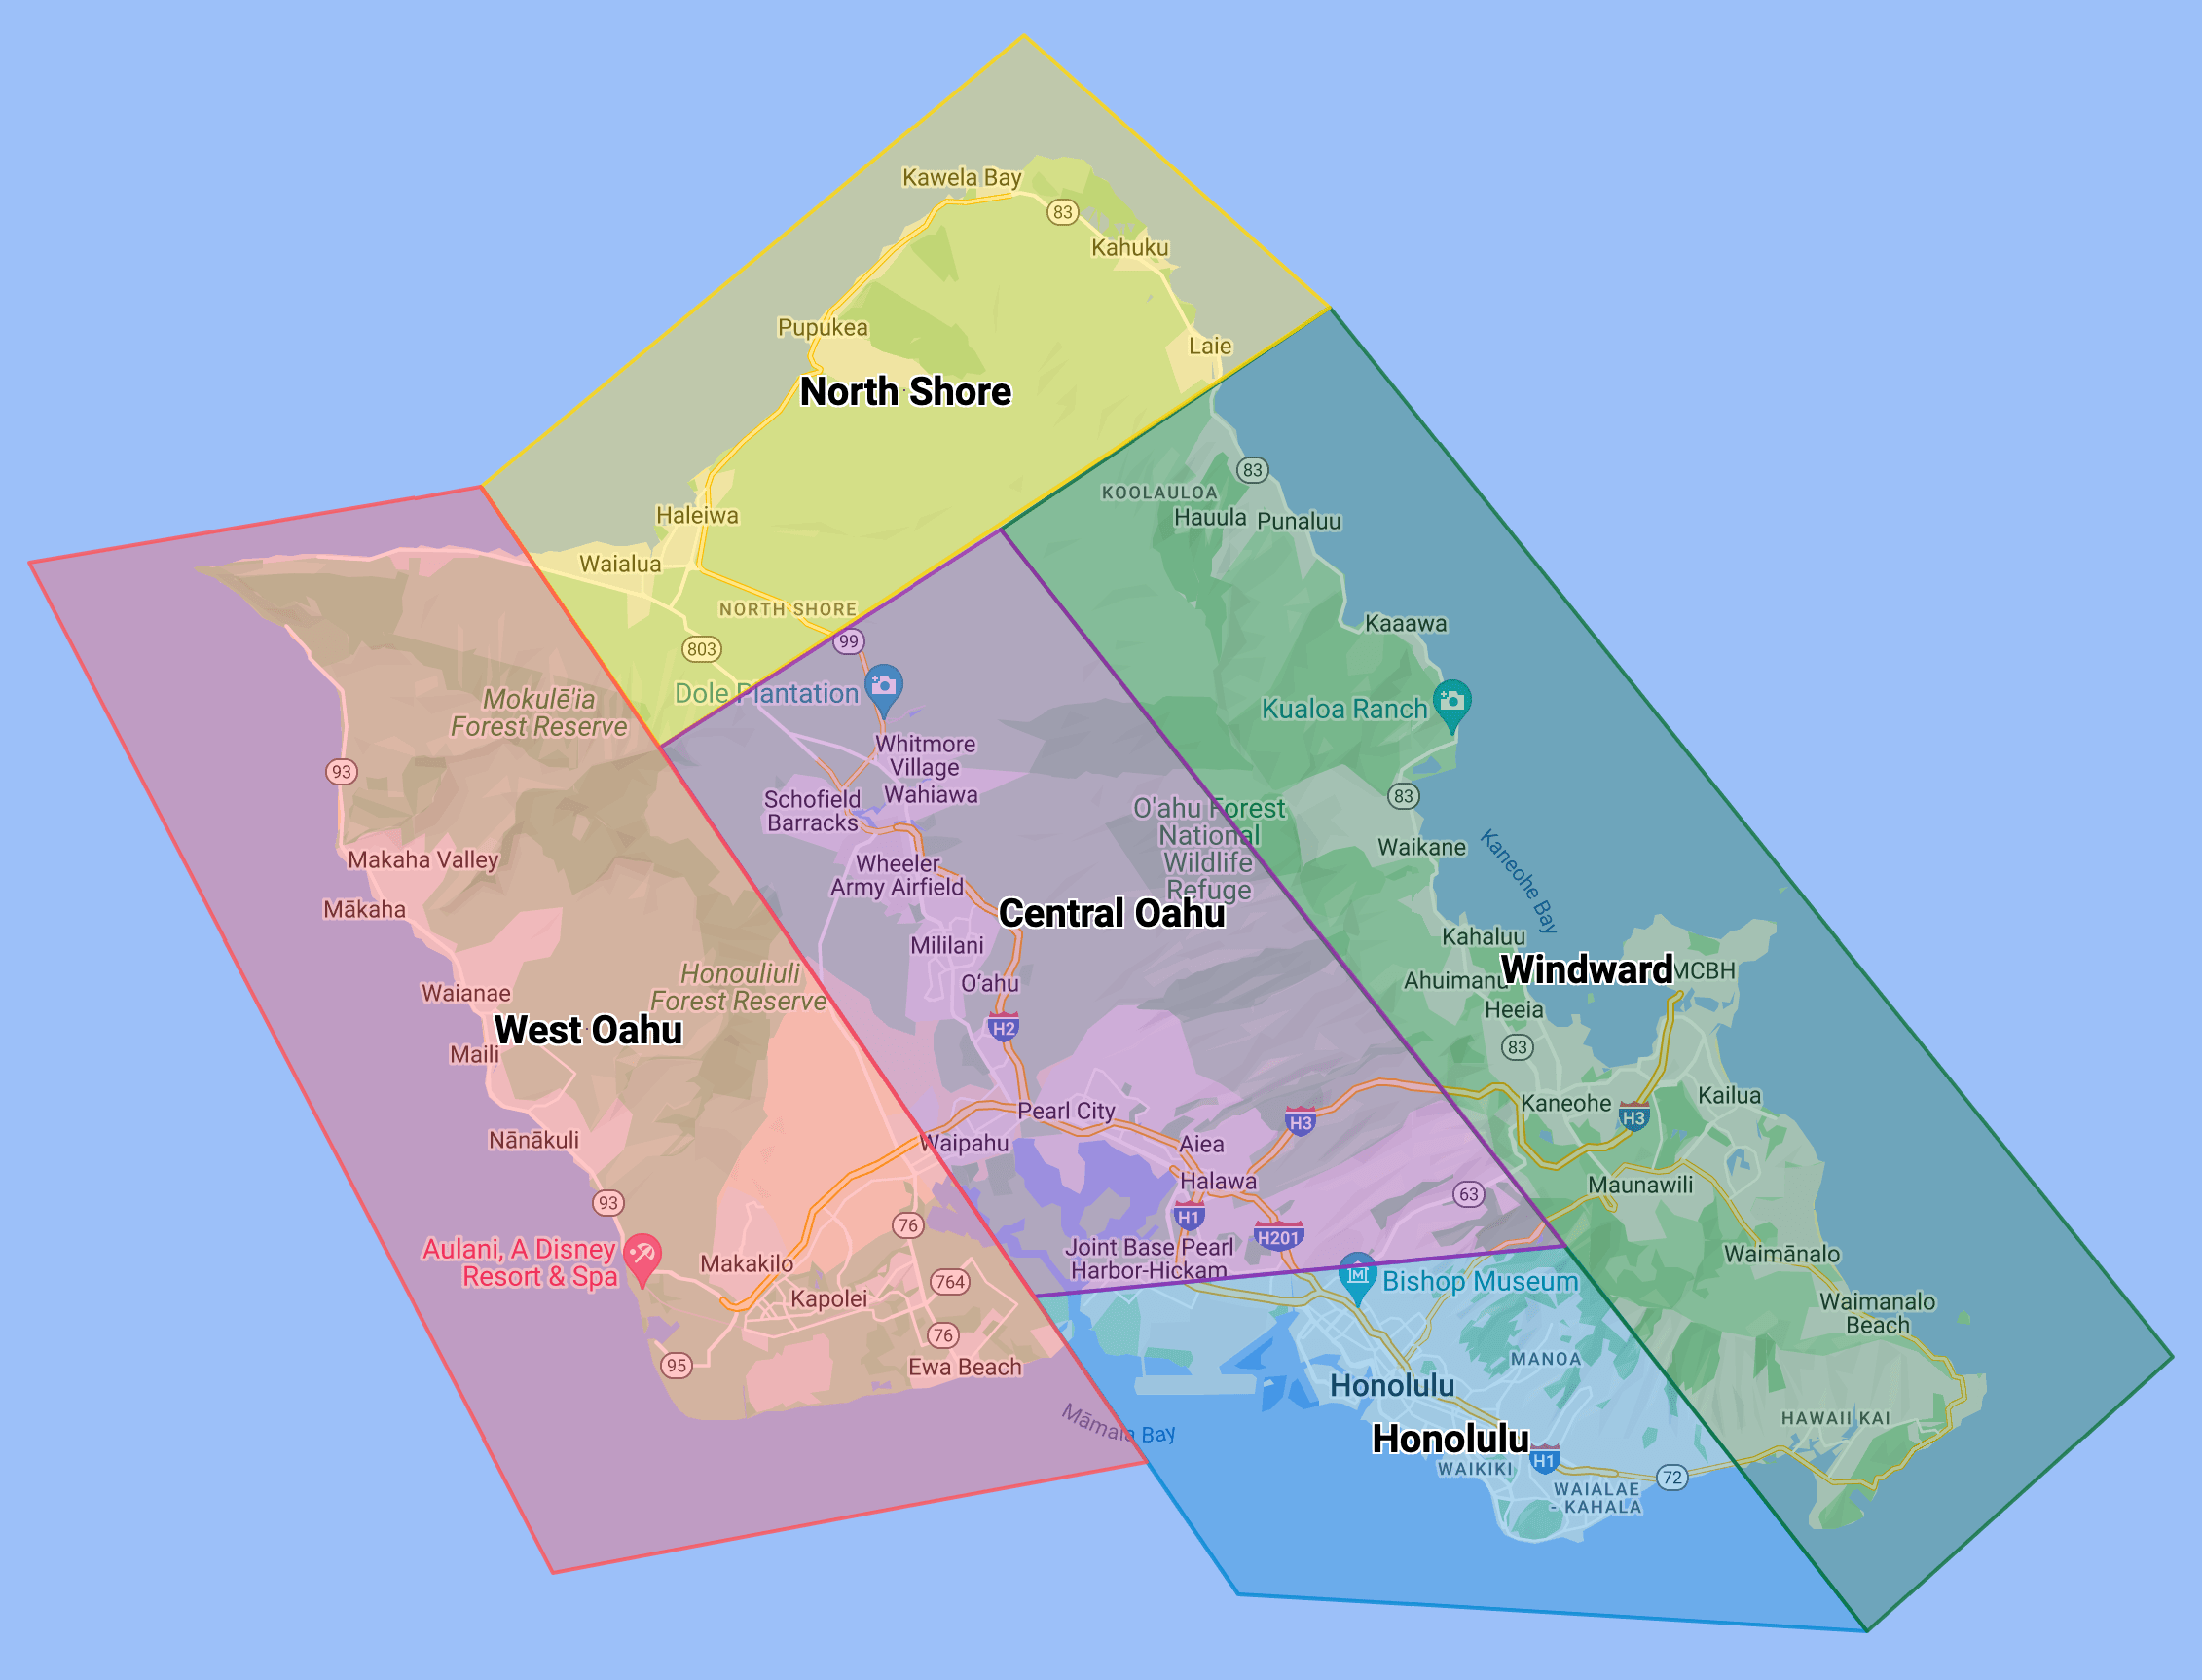 Kawela Bay
83
Kahuku
Pupukea
Laie
North Shore
83
KOOLAULOA
Hauula
Punaluu
Haleiwa
Waialua
NORTH SHORE
803
99
Kaaawa
Dole Plantation
Kualoa Ranch
Mokulē'ia
Forest Reserve
Whitmore
Village
93
Schofield
Barracks
Wahiawa
O'ahu Forest
National
Wildlife
Refuge
83
Waikane
Kaneohe Bay
Makaha Valley
Wheeler
Army Airfield
Mākaha
Central Oahu
Mililani
Kahaluu
Windward
MCBH
Ahuimanu
Honouliuli
Forest Reserve
O‘ahu
Waianae
Heeia
West Oahu
H2
Maili
83
Kailua
Kaneohe
H3
Pearl City
H3
Nānākuli
Waipahu
Aiea
Halawa
Maunawili
93
63
76
H1
H201
Aulani, A Disney
Resort & Spa
Makakilo
Joint Base Pearl
Harbor-Hickam
Waimānalo
764
Bishop Museum
Kapolei
Waimanalo
Beach
76
95
Ewa Beach
MANOA
Honolulu
Māmala Bay
HAWAII KAI
Honolulu
H1
WAIKIKI
72
WAIALAE
- KAHALA